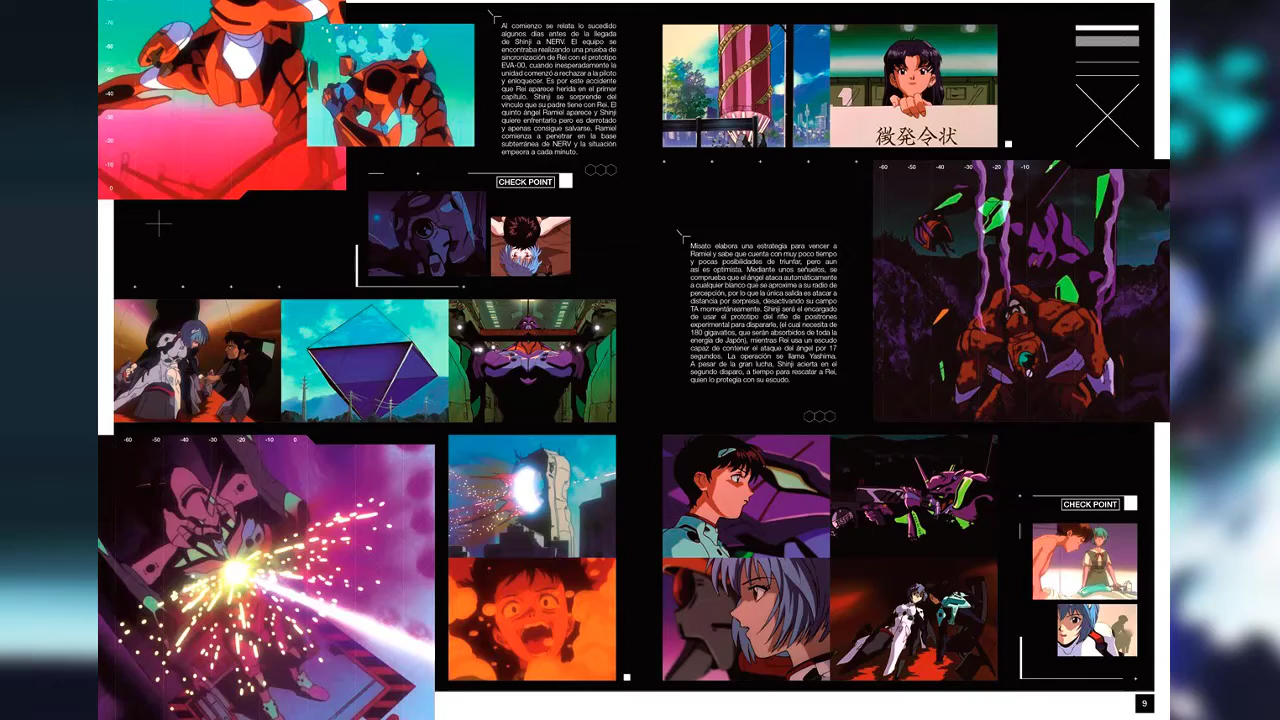 -70
-60
-50
-40
-30
-20
-10
0
Al comienzo se relata lo sucedido
algunos días antes de la llegada
de Shinji a NERV. El equipo se
encontraba realizando una prueba de
sincronización de Rei con el prototipo
EVA-00, cuando inesperadamente la
unidad comenzó a rechazar a la piloto
y enloquecer. Es por este accidente
que Rei aparece herida en el primer
capítulo. Shinji se sorprende del
vínculo que su padre tiene con Rei. El
quinto ángel Ramiel aparece y Shinji
quiere enfrentarlo pero es derrotado
y apenas consigue salvarse. Ramiel
comienza a penetrar en la base
subterránea de NERV y la situación
empeora a cada minuto.
CHECK POINT
-60 -50 -40 -30 -20 -10 0
徴発令状
-60 -50 -40 -30 -20 -10
Misato elabora una estrategia para vencer a
Ramiel y sabe que cuenta con muy poco tiempo
y pocas posibilidades de triunfar, pero aun
así es optimista. Mediante unos señuelos, se
comprueba que el ángel ataca automáticamente
a cualquier blanco que se aproxime a su radio de
percepción, por lo que la única salida es atacar a
distancia por sorpresa, desactivando su campo
TA momentáneamente. Shinji será el encargado
de usar el prototipo del rifle de positrones
experimental para dispararle, (el cual necesita de
180 gigavatios, que serán absorbidos de toda la
energía de Japón), mientras Rei usa un escudo
capaz de contener el ataque del ángel por 17
segundos. La operación se llama Yashima.
A pesar de la gran lucha, Shinji acierta en el
segundo disparo, a tiempo para rescatar a Rei,
quien lo protegía con su escudo.
CHECK POINT
9